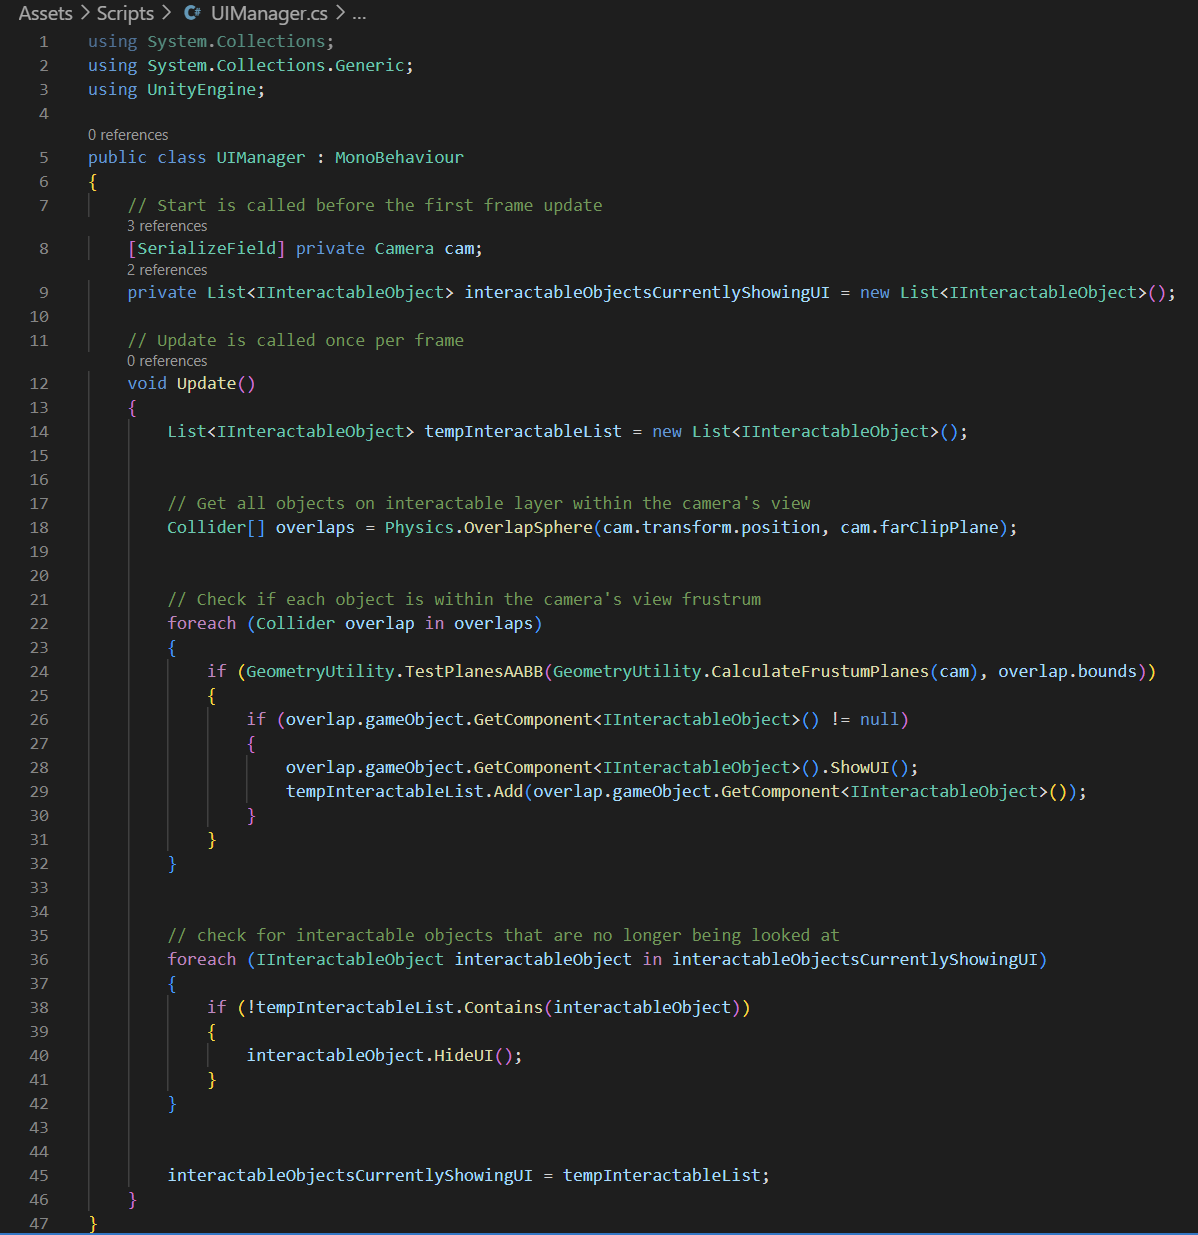 Assets > Scripts > C# UIManager.cs > ...
1 using System.Collections;
2 using System.Collections.Generic;
3 using UnityEngine;
4
0 references
5 public class UIManager : MonoBehaviour
6 {
7 // Start is called before the first frame update
3 references
8 [SerializeField] private Camera cam;
2 references
9 private List<IInteractableObject> interactableObjectsCurrentlyShowingUI = new List<IInteractableObject>();
10
11 // Update is called once per frame
0 references
12 void Update()
13 {
14 List<IInteractableObject> tempInteractableList = new List<IInteractableObject>();
15
16
17 // Get all objects on interactable layer within the camera's view
18 Collider[] overlaps = Physics.OverlapSphere(cam.transform.position, cam.farClipPlane);
19
20
21 // Check if each object is within the camera's view frustrum
22 foreach (Collider overlap in overlaps)
23 {
24 if (GeometryUtility.TestPlanesAABB(GeometryUtility.CalculateFrustumPlanes(cam), overlap.bounds))
25 {
26 if (overlap.gameObject.GetComponent<IInteractableObject>() != null)
27 {
28 overlap.gameObject.GetComponent<IInteractableObject>().ShowUI();
29 tempInteractableList.Add(overlap.gameObject.GetComponent<IInteractableObject>());
30 }
31 }
32 }
33
34
35 // check for interactable objects that are no longer being looked at
36 foreach (IInteractableObject interactableObject in interactableObjectsCurrentlyShowingUI)
37 {
38 if (!tempInteractableList.Contains(interactableObject))
39 {
40 interactableObject.HideUI();
41 }
42 }
43
44
45 interactableObjectsCurrentlyShowingUI = tempInteractableList;
46 }
47 }